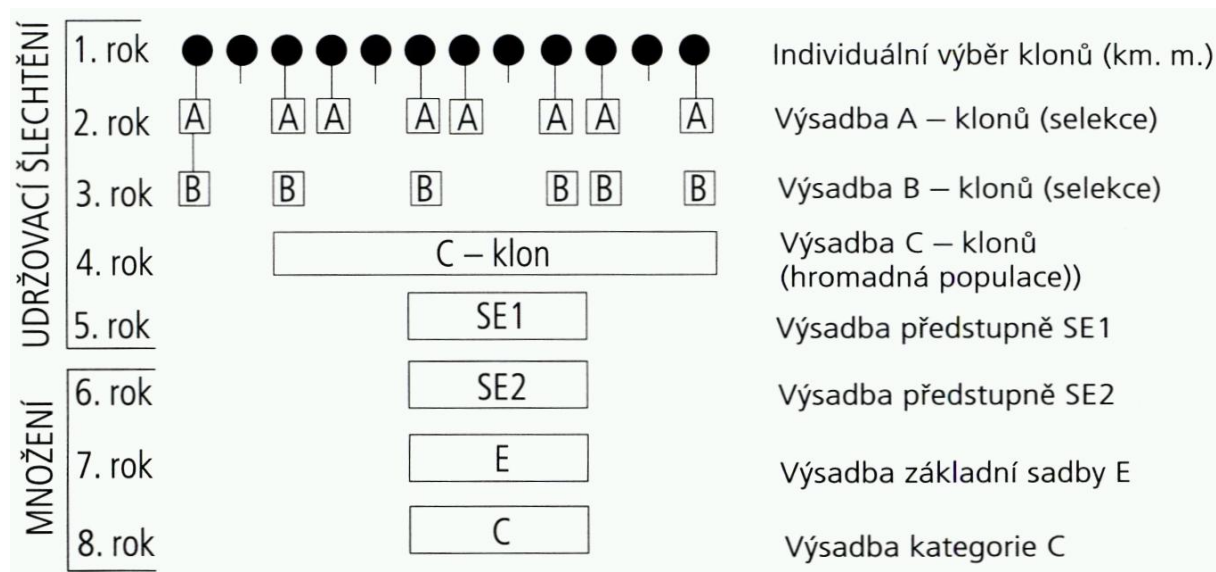 UDRŽOVACÍ ŠLECHTĚNÍ
1. rok Individuální výběr klonů (km. m.)
2. rok A A A A A A A A Výsadba A – klonů (selekce)
3. rok B B B B B B Výsadba B – klonů (selekce)
4. rok C – klon Výsadba C – klonů
(hromadná populace))
5. rok SE1 Výsadba předstupně SE1
MNOŽENÍ
6. rok SE2 Výsadba předstupně SE2
7. rok E Výsadba základní sadby E
8. rok C Výsadba kategorie C